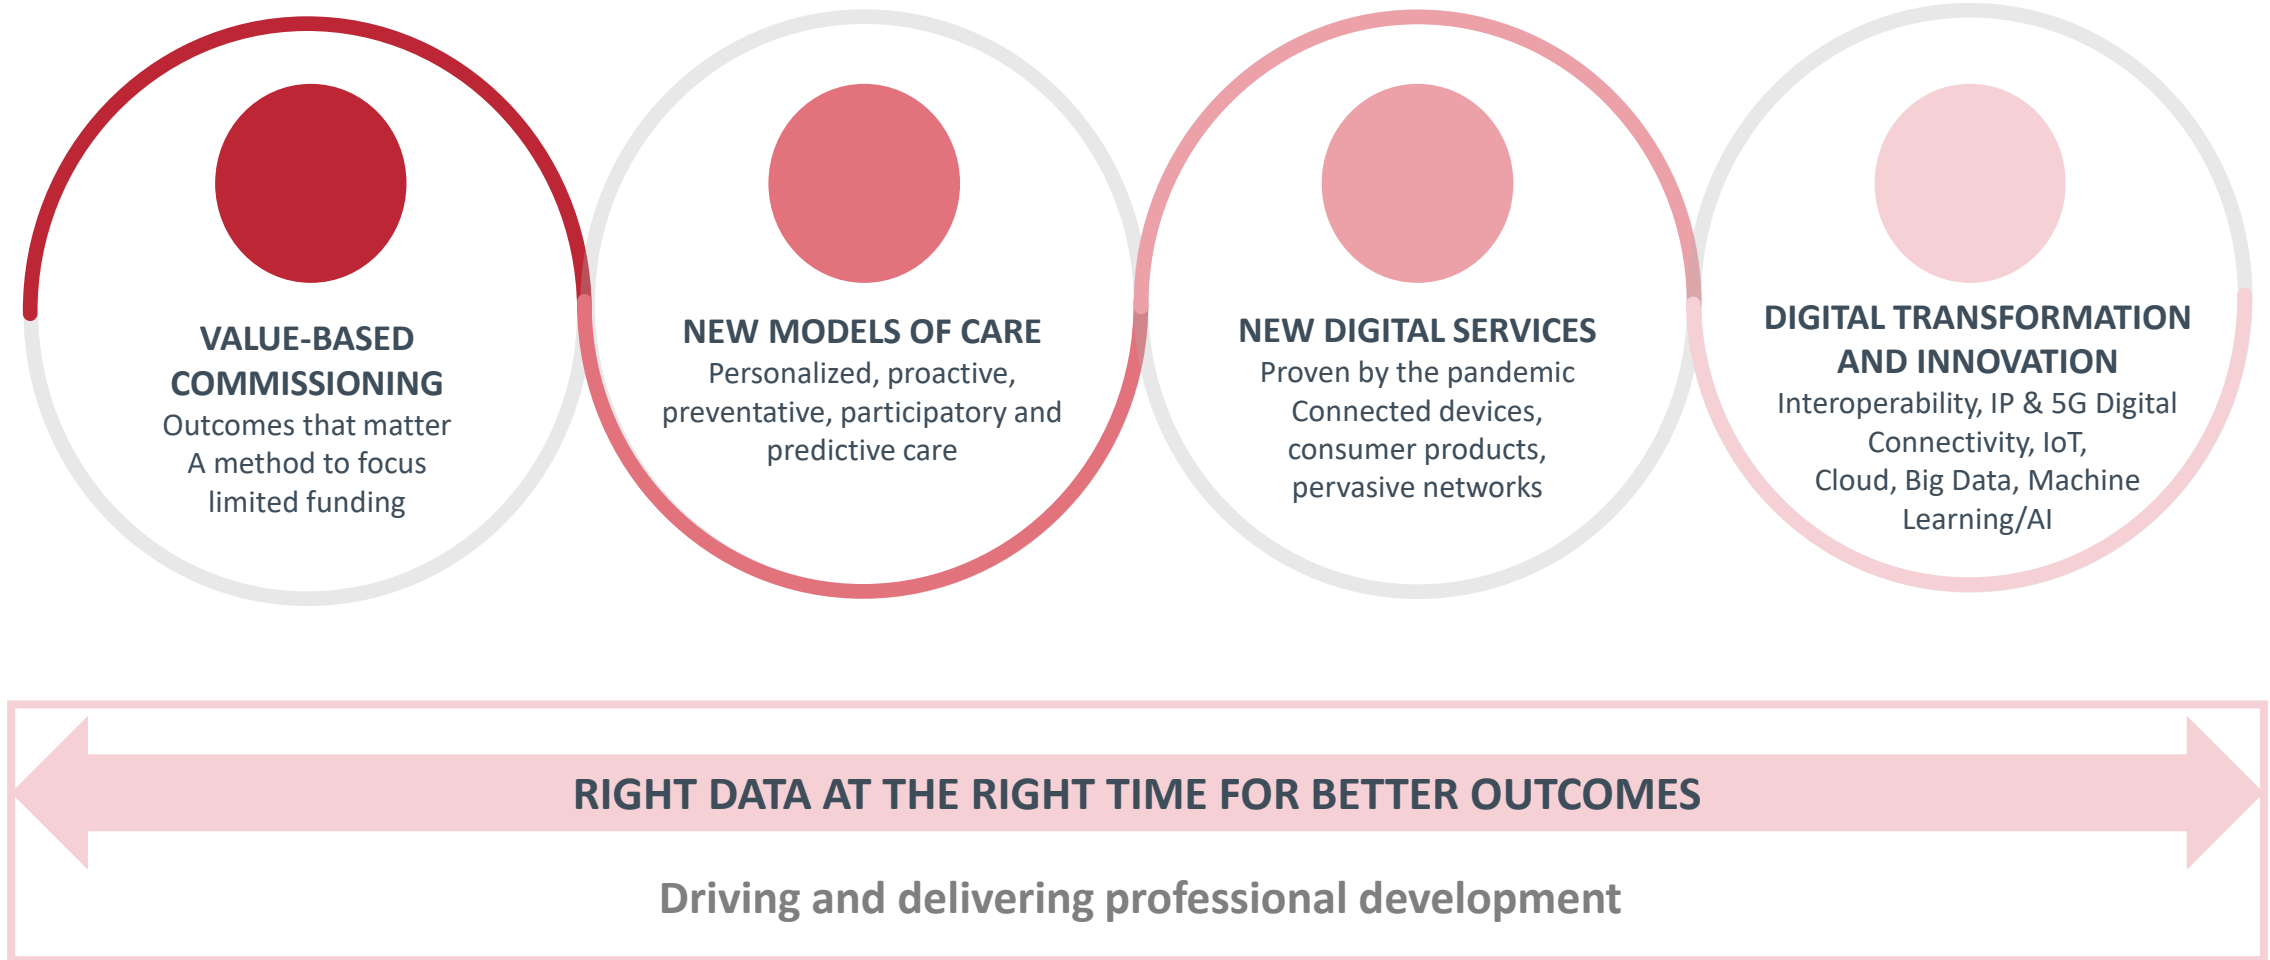 VALUE-BASED
COMMISSIONING
Outcomes that matter
A method to focus
limited funding
NEW MODELS OF CARE
Personalized, proactive,
preventative, participatory and
predictive care
NEW DIGITAL SERVICES
Proven by the pandemic
Connected devices,
consumer products,
pervasive networks
DIGITAL TRANSFORMATION
AND INNOVATION
Interoperability, IP & 5G Digital
Connectivity, IoT,
Cloud, Big Data, Machine
Learning/AI
RIGHT DATA AT THE RIGHT TIME FOR BETTER OUTCOMES
Driving and delivering professional development